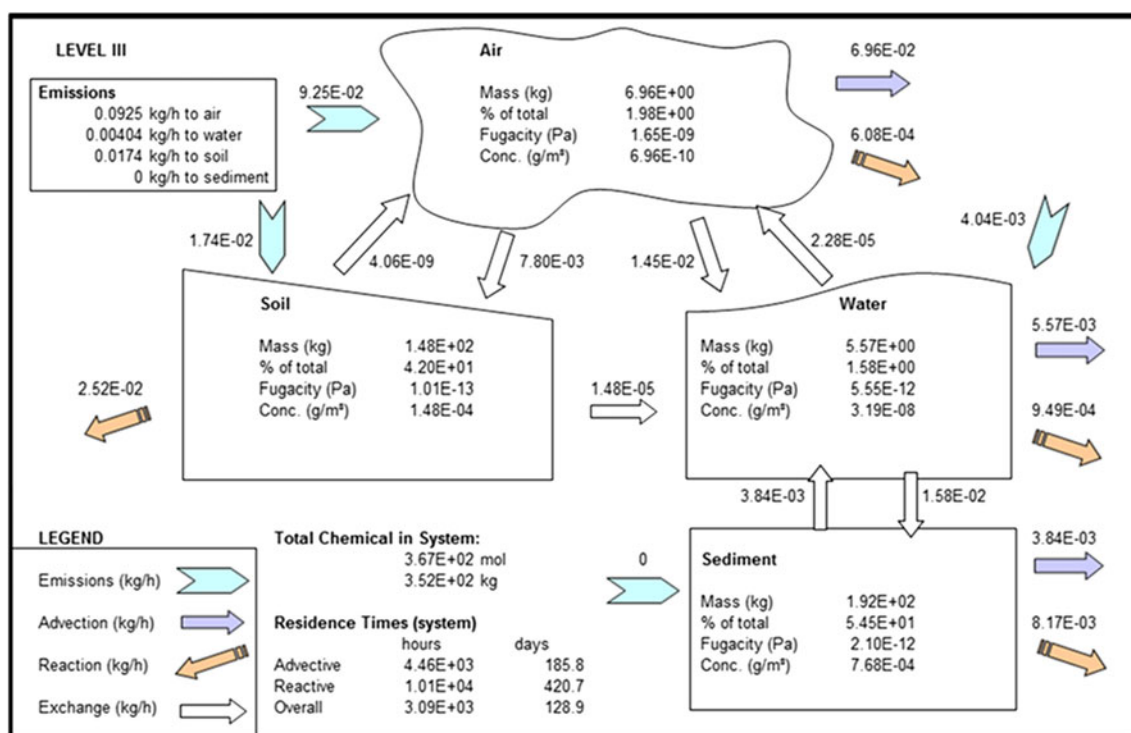 LEVEL III
Air
6.96E-02
Emissions
0.0925 kg/h to air
0.00404 kg/h to water
0.0174 kg/h to soil
0 kg/h to sediment
9.25E-02
Mass (kg) 6.96E+00
% of total 1.98E+00
Fugacity (Pa) 1.65E-09
Conc. (g/m³) 6.96E-10
6.08E-04
1.74E-02
4.06E-09
7.80E-03
1.45E-02
2.28E-05
4.04E-03
Soil
Mass (kg) 1.48E+02
% of total 4.20E+01
Fugacity (Pa) 1.01E-13
Conc. (g/m³) 1.48E-04
2.52E-02
1.48E-05
Water
Mass (kg) 5.57E+00
% of total 1.58E+00
Fugacity (Pa) 5.55E-12
Conc. (g/m³) 3.19E-08
5.57E-03
9.49E-04
3.84E-03
1.58E-02
LEGEND
Emissions (kg/h)
Advection (kg/h)
Reaction (kg/h)
Exchange (kg/h)
Total Chemical in System:
3.67E+02 mol
3.52E+02 kg
Residence Times (system)
hours days
Advective 4.46E+03 185.8
Reactive 1.01E+04 420.7
Overall 3.09E+03 128.9
0
Sediment
Mass (kg) 1.92E+02
% of total 5.45E+01
Fugacity (Pa) 2.10E-12
Conc. (g/m³) 7.68E-04
3.84E-03
8.17E-03